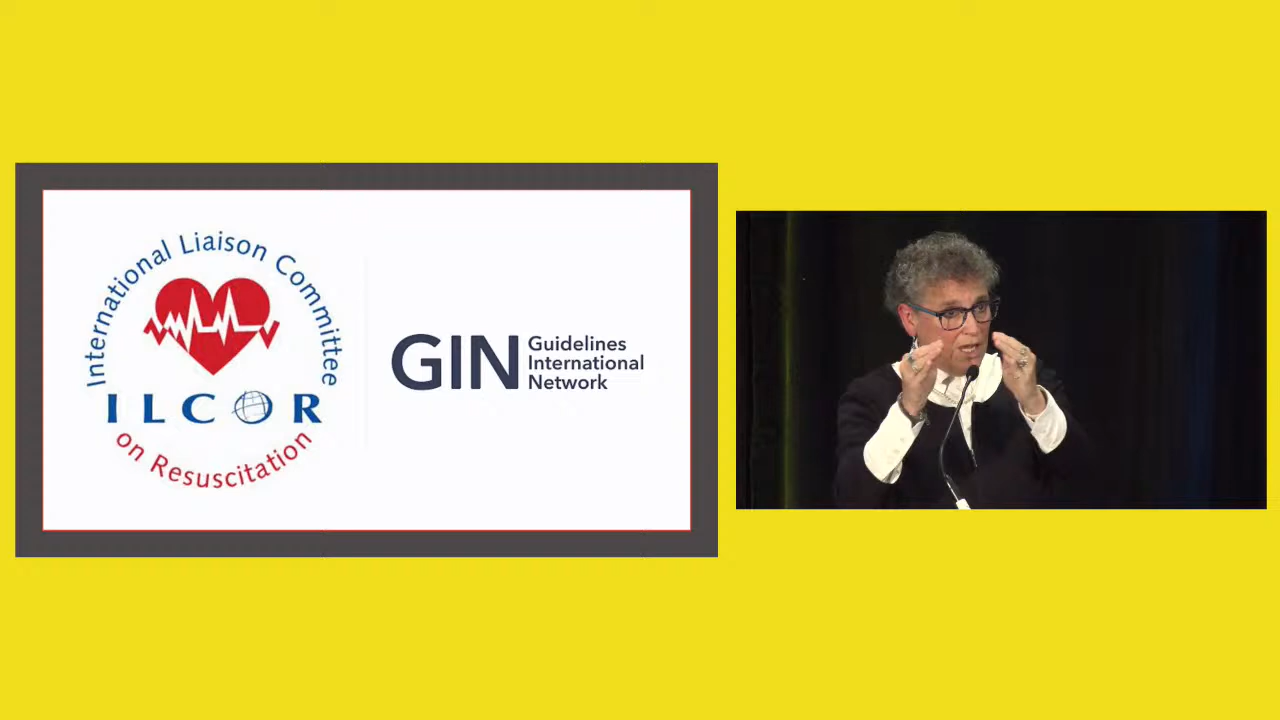 International Liaison Committee
ILCOR
on Resuscitation
GIN
Guidelines
International
Network